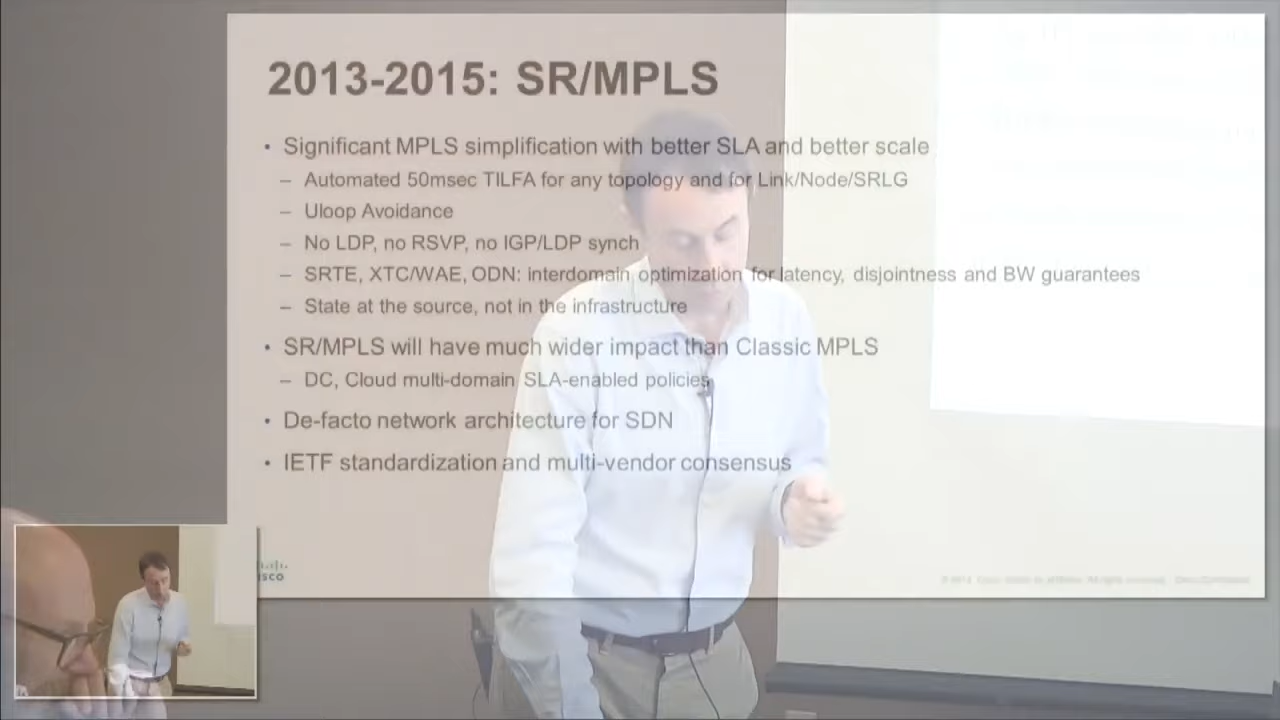 2013-2015: SR/MPLS
• Significant MPLS simplification with better SLA and better scale
– Automated 50msec TILFA for any topology and for Link/Node/SRLG
– Uloop Avoidance
– No LDP, no RSVP, no IGP/LDP synch
– SRTE, XTC/WAE, ODN: interdomain optimization for latency, disjointness and BW guarantees
– State at the source, not in the infrastructure
• SR/MPLS will have much wider impact than Classic MPLS
– DC, Cloud multi-domain SLA-enabled policies
• De-facto network architecture for SDN
• IETF standardization and multi-vendor consensus